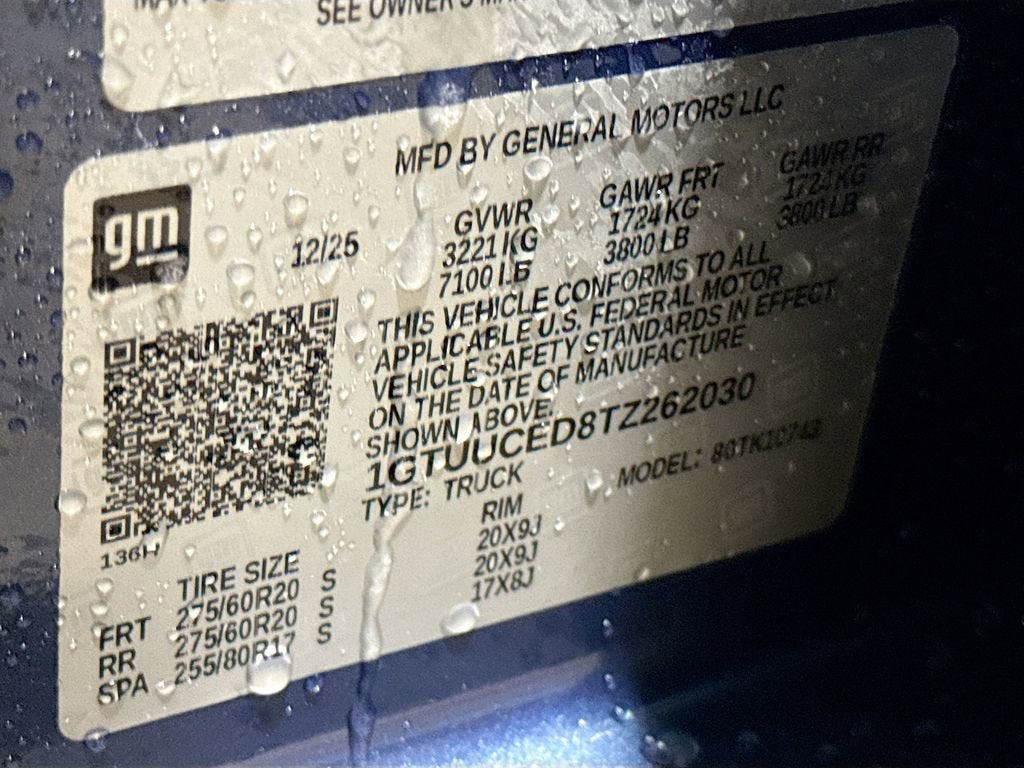 SEE OWNER'S
MFD BY GENERAL MOTORS LLC
gm
12/25
GVWR GAWR FRT GAWR RR
3221 KG 1724 KG 1724 KG
7100 LB 3800 LB 3800 LB
THIS VEHICLE CONFORMS TO ALL
APPLICABLE U.S. FEDERAL MOTOR
VEHICLE SAFETY STANDARDS IN EFFECT
ON THE DATE OF MANUFACTURE
SHOWN ABOVE.
1GTUUCED8TZ262030
TYPE: TRUCK MODEL:
136H
TIRE SIZE RIM
FRT 275/60R20 S 20X9J
RR 275/60R20 S 20X9J
SPA 255/80R17 S 17X8J